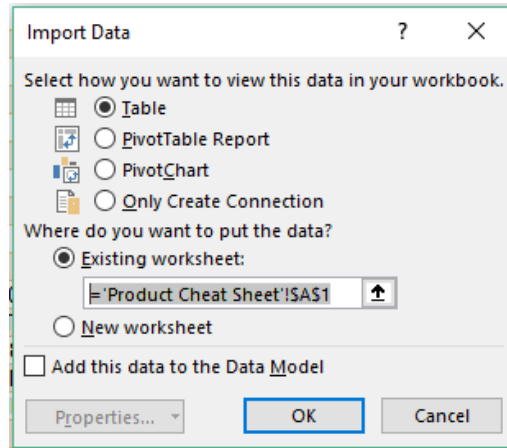 Import Data ? ×
Select how you want to view this data in your workbook.
Table
PivotTable Report
PivotChart
Only Create Connection
Where do you want to put the data?
Existing worksheet:
='Product Cheat Sheet'!$A$1
New worksheet
Add this data to the Data Model
Properties...
OK
Cancel